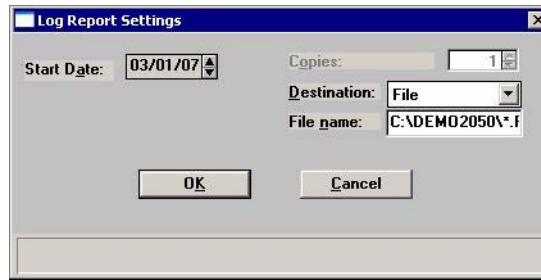 Log Report Settings
Start Date: 03/01/07
Copies: 1
Destination: File
File name: C:\DEMO2050\*.F
OK
Cancel